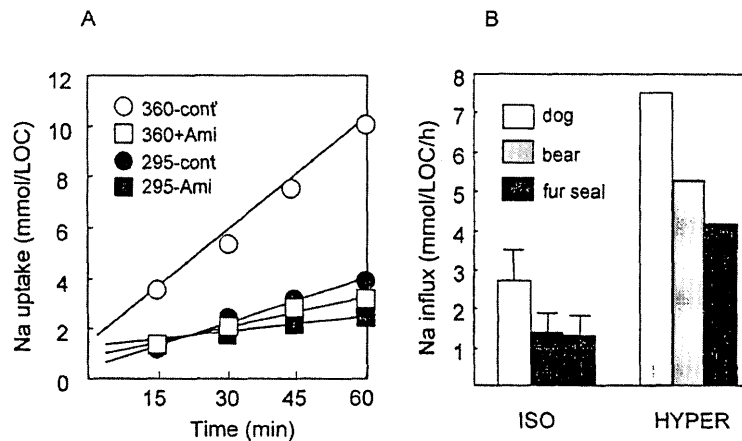 A
Na uptake (mmol/LOC)
12
10
8
6
4
2
0
360-cont'
360+Ami
295-cont
295-Ami
15 30 45 60
Time (min)
B
Na influx (mmol/LOC/h)
8
7
6
5
4
3
2
1
dog
bear
fur seal
ISO HYPER